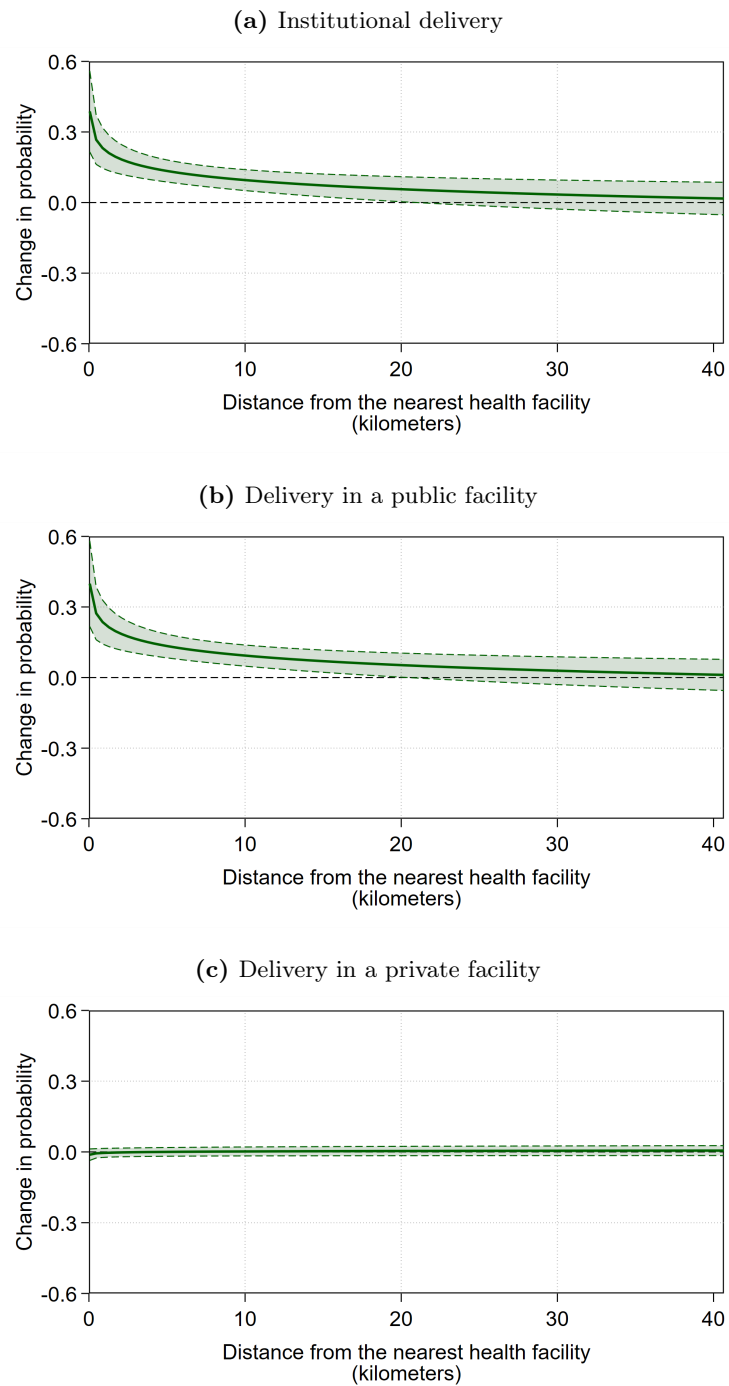 (a) Institutional delivery
0.6
0.3
0.0
-0.3
-0.6
Change in probability
0 10 20 30 40
Distance from the nearest health facility
(kilometers)
(b) Delivery in a public facility
0.6
0.3
0.0
-0.3
-0.6
Change in probability
0 10 20 30 40
Distance from the nearest health facility
(kilometers)
(c) Delivery in a private facility
0.6
0.3
0.0
-0.3
-0.6
Change in probability
0 10 20 30 40
Distance from the nearest health facility
(kilometers)